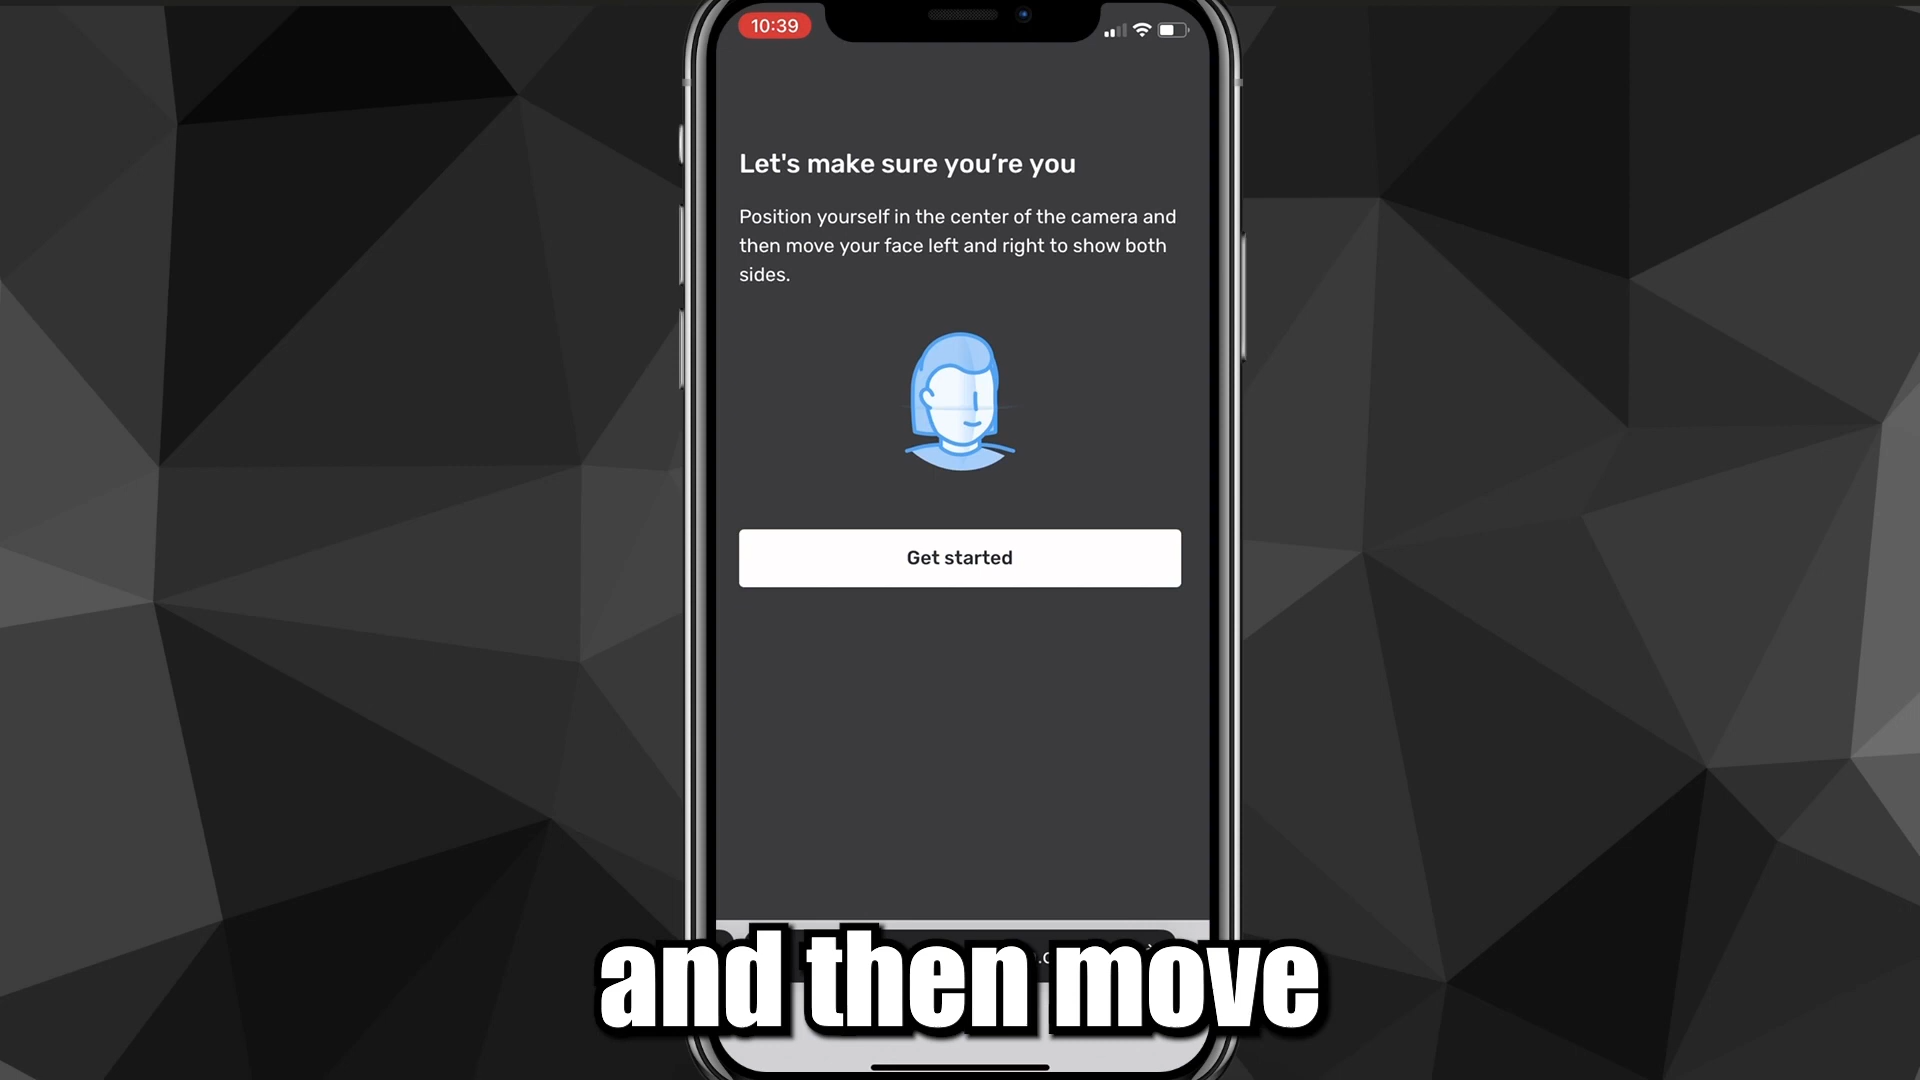 10:39
Let's make sure you’re you
Position yourself in the center of the camera and
then move your face left and right to show both
sides.
Get started
and then move